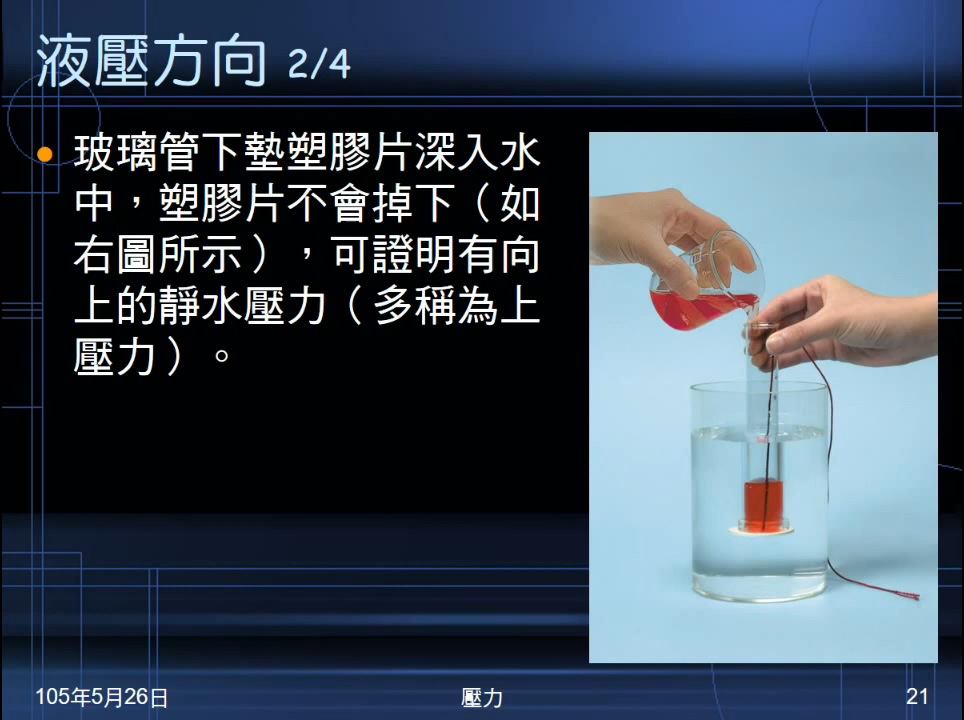 液壓方向 2/4
玻璃管下墊塑膠片深入水
中，塑膠片不會掉下（如
右圖所示），可證明有向
上的靜水壓力（多稱為上
壓力）。
105年5月26日
壓力
21